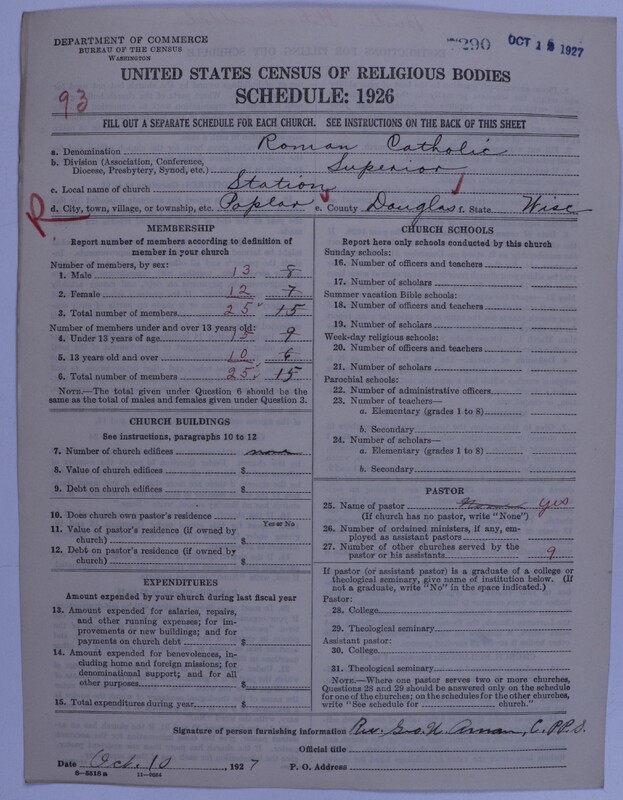 DEPARTMENT OF COMMERCE
BUREAU OF THE CENSUS
WASHINGTON
290 OCT 1 1927
UNITED STATES CENSUS OF RELIGIOUS BODIES
93
SCHEDULE: 1926
FILL OUT A SEPARATE SCHEDULE FOR EACH CHURCH. SEE INSTRUCTIONS ON THE BACK OF THIS SHEET
a. Denomination Roman Catholic
b. Division (Association, Conference,
Diocese, Presbytery, Synod, etc.) Superior
c. Local name of church Station
R d. City, town, village, or township, etc. Poplar e. County Douglas f. State Wisc
MEMBERSHIP
Report number of members according to definition of
member in your church
Number of members, by sex:
1. Male 13 8
2. Female 12 7
3. Total number of members 25 15
Number of members under and over 13 years old:
4. Under 13 years of age 15 9
5. 13 years old and over 10 6
6. Total number of members 25 15
NOTE.—The total given under Question 6 should be
the same as the total of males and females given under Question 3.
CHURCH BUILDINGS
See instructions, paragraphs 10 to 12
7. Number of church edifices none
8. Value of church edifices $
9. Debt on church edifices $
10. Does church own pastor's residence
Yes or No
11. Value of pastor's residence (if owned by
church) $
12. Debt on pastor's residence (if owned by
church) $
EXPENDITURES
Amount expended by your church during last fiscal year
13. Amount expended for salaries, repairs,
and other running expenses; for im-
provements or new buildings; and for
payments on church debt $
14. Amount expended for benevolences, in-
cluding home and foreign missions; for
denominational support; and for all
other purposes $
15. Total expenditures during year $
CHURCH SCHOOLS
Report here only schools conducted by this church
Sunday schools:
16. Number of officers and teachers
17. Number of scholars
Summer vacation Bible schools:
18. Number of officers and teachers
19. Number of scholars
Week-day religious schools:
20. Number of officers and teachers
21. Number of scholars
Parochial schools:
22. Number of administrative officers
23. Number of teachers—
a. Elementary (grades 1 to 8)
b. Secondary
24. Number of scholars—
a. Elementary (grades 1 to 8)
b. Secondary
PASTOR
25. Name of pastor None yes
(If church has no pastor, write "None")
26. Number of ordained ministers, if any, em-
ployed as assistant pastors
27. Number of other churches served by the
pastor or his assistants 9
If pastor (or assistant pastor) is a graduate of a college or
theological seminary, give name of institution below. (If
not a graduate, write "No" in the space indicated.)
Pastor:
28. College
29. Theological seminary
Assistant pastor:
30. College
31. Theological seminary
NOTE.—Where one pastor serves two or more churches,
Questions 28 and 29 should be answered only on the schedule
for one of the churches; on the schedules for the other churches,
write "See schedule for church."
Signature of person furnishing information Rev. Geo. H. C.PP.S.
Official title
Date Oct. 10, 1927 P. O. Address
8—5318a 11—9284